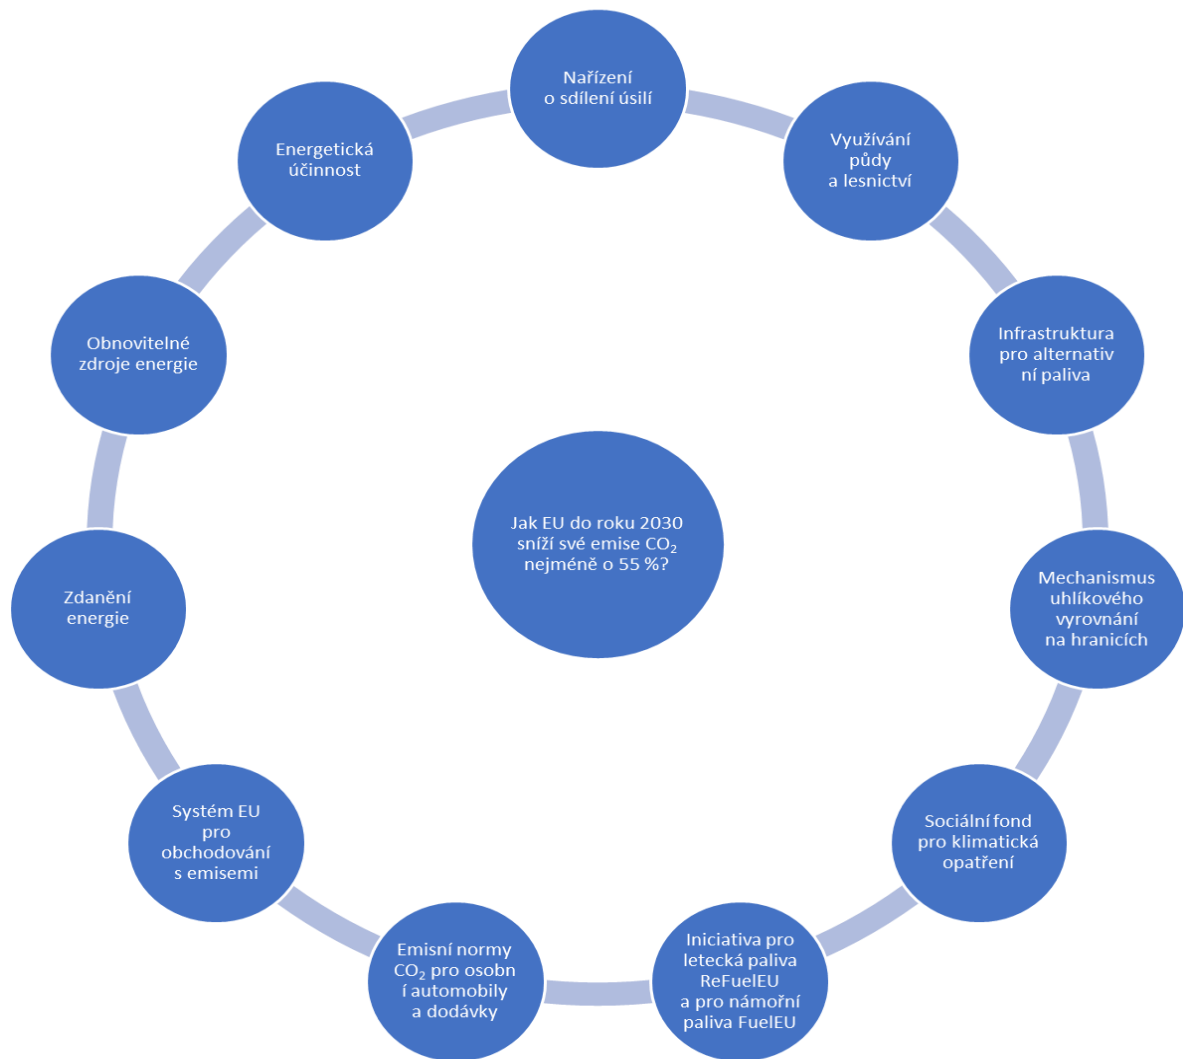 Nařízení
o sdílení úsilí
Využívání
půdy
a lesnictví
Infrastruktura
pro alternativ
ní paliva
Mechanismus
uhlíkového
vyrovnání
na hranicích
Sociální fond
pro klimatická
opatření
Iniciativa pro
letecká paliva
ReFuelEU
a pro námořní
paliva FuelEU
Emisní normy
CO₂ pro osobn
í automobily
a dodávky
Systém EU
pro
obchodování
s emisemi
Zdanění
energie
Obnovitelné
zdroje energie
Energetická
účinnost
Jak EU do roku 2030
sníží své emise CO₂
nejméně o 55 %?